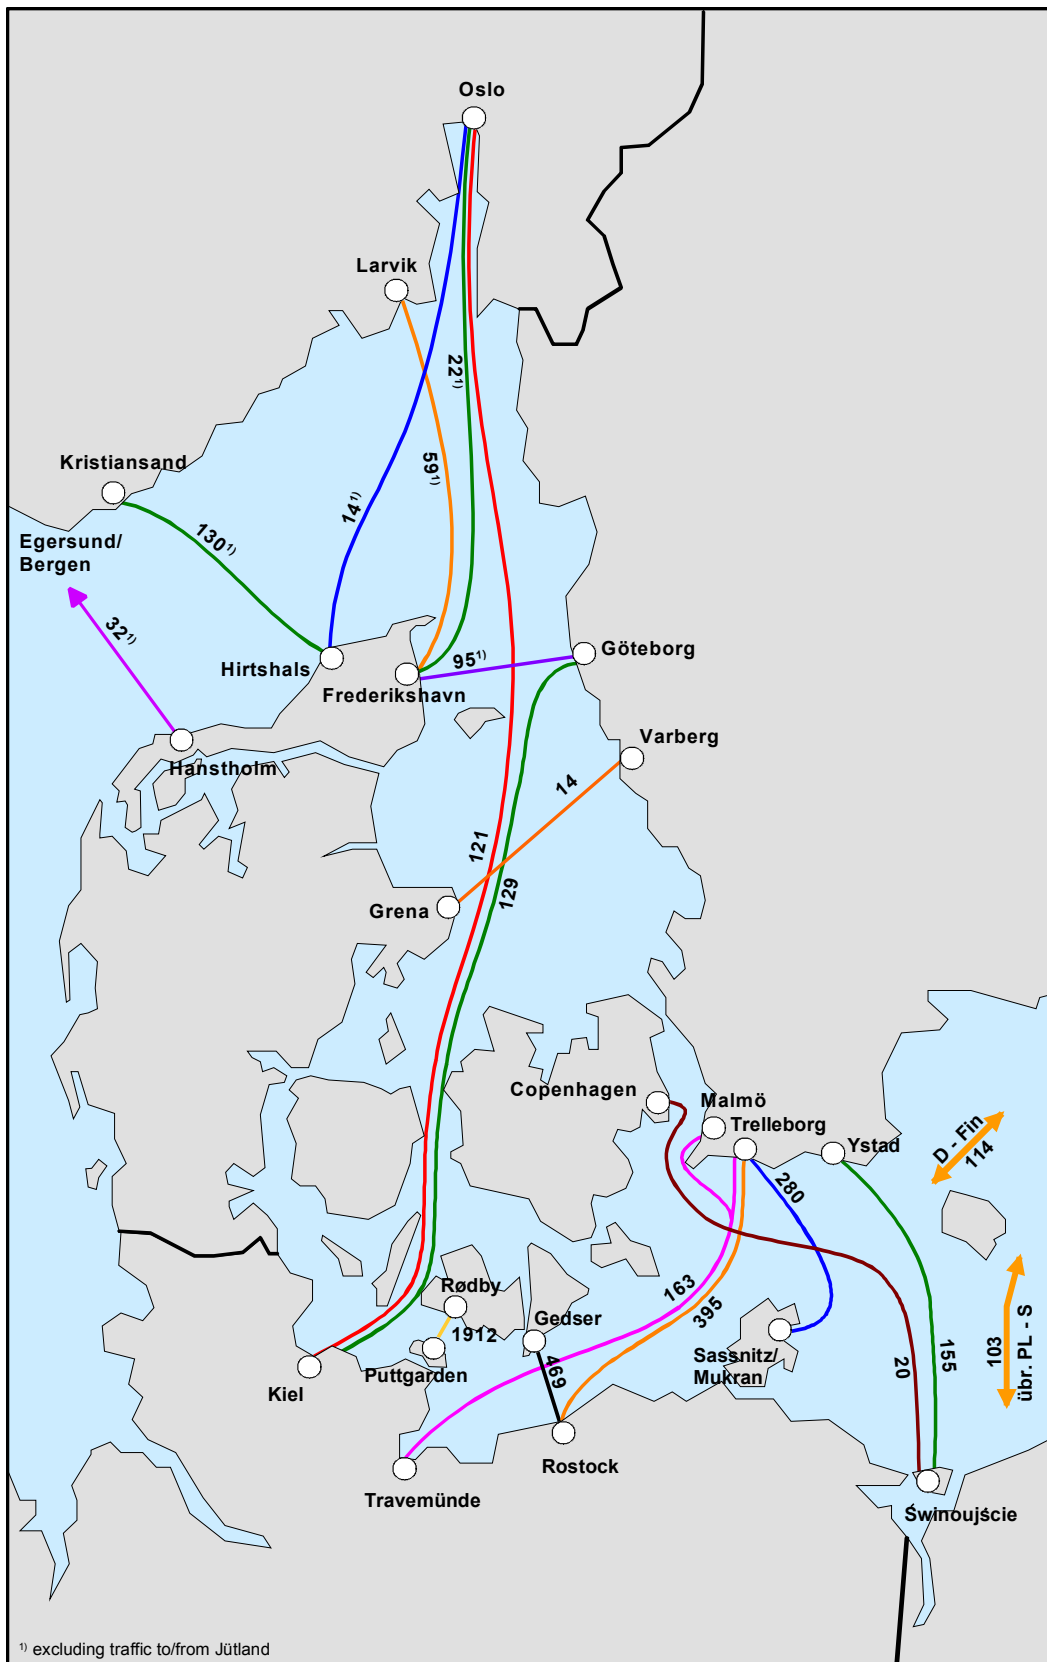 Oslo
Larvik
22¹⁾
Kristiansand
59¹⁾
14¹⁾
130¹⁾
Egersund/
Bergen
32¹⁾
Hirtshals
95¹⁾
Göteborg
Frederikshavn
Varberg
Hanstholm
14
121
129
Grena
Copenhagen
Malmö
Trelleborg
Ystad
D - Fin
114
280
163
395
Rødby
Gedser
1912
469
Puttgarden
Kiel
Sassnitz/
Mukran
20
155
103
übr. PL - S
Rostock
Travemünde
Świnoujście
¹⁾ excluding traffic to/from Jütland